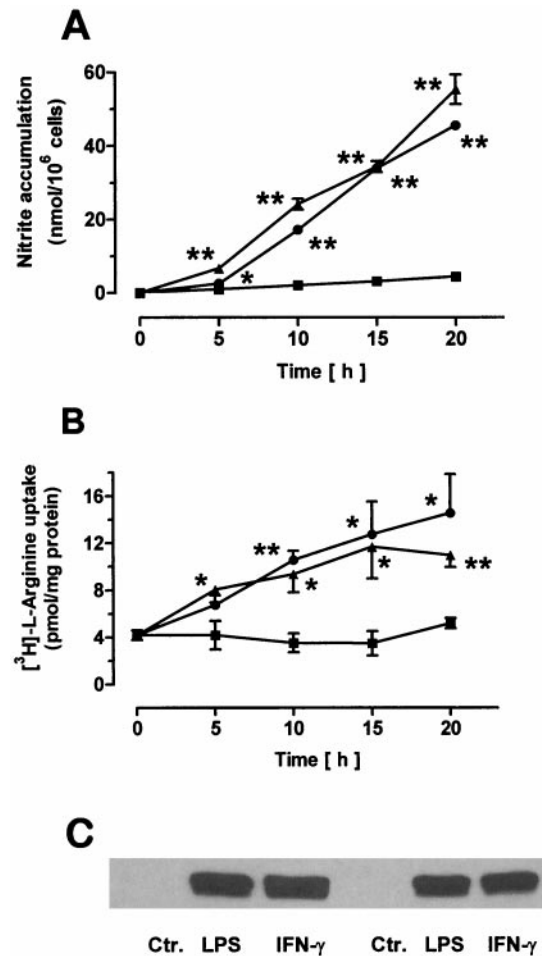 A
Nitrite accumulation
(nmol/10⁶ cells)
60
40
20
0
**
**
**
**
**
**
**
*
0 5 10 15 20
Time [ h ]
B
[³H]-L-Arginine uptake
(pmol/mg protein)
16
12
8
4
0
*
**
*
*
*
*
**
0 5 10 15 20
Time [ h ]
C
Ctr. LPS IFN-γ Ctr. LPS IFN-γ